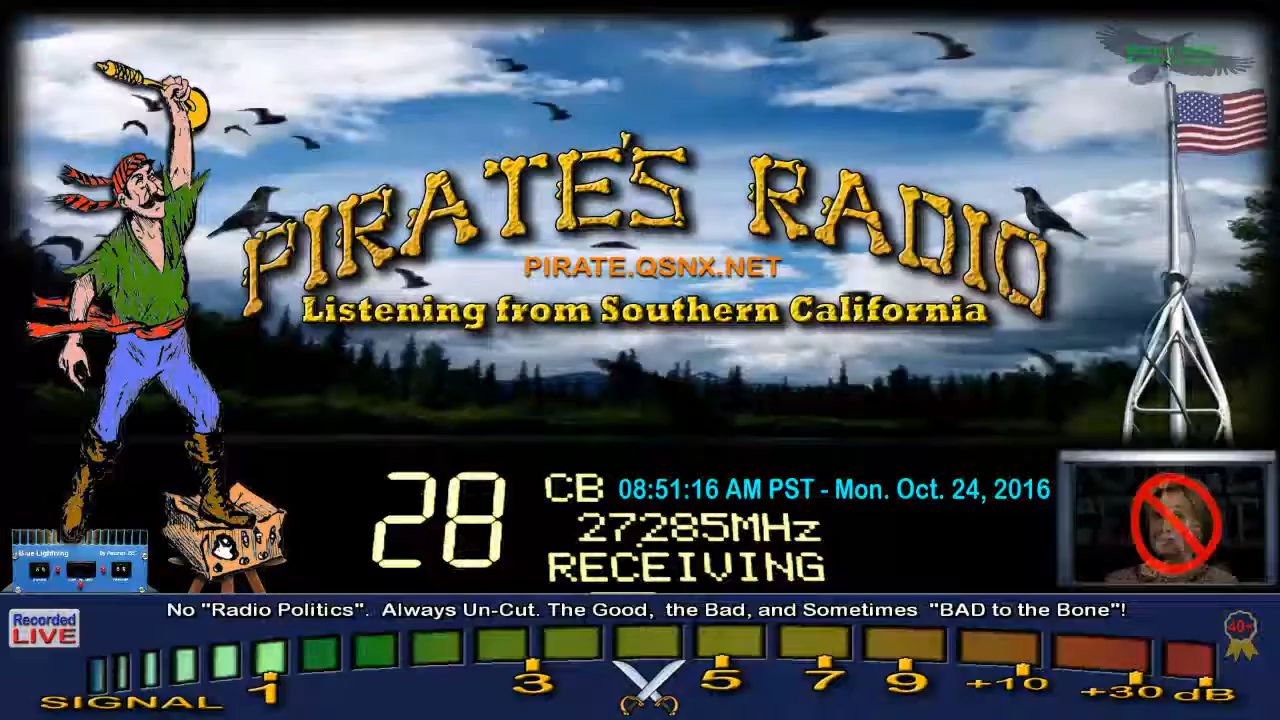 PIRATE'S RADIO
PIRATE.QSNX.NET
Listening from Southern California
28
CB 08:51:16 AM PST - Mon. Oct. 24, 2016
27.285MHz
RECEIVING
Blue Lightning
No "Radio Politics". Always Un-Cut. The Good, the Bad, and Sometimes "BAD to the Bone"!
Recorded
LIVE
40+
SIGNAL 1 3 5 7 9 +10 +30 dB